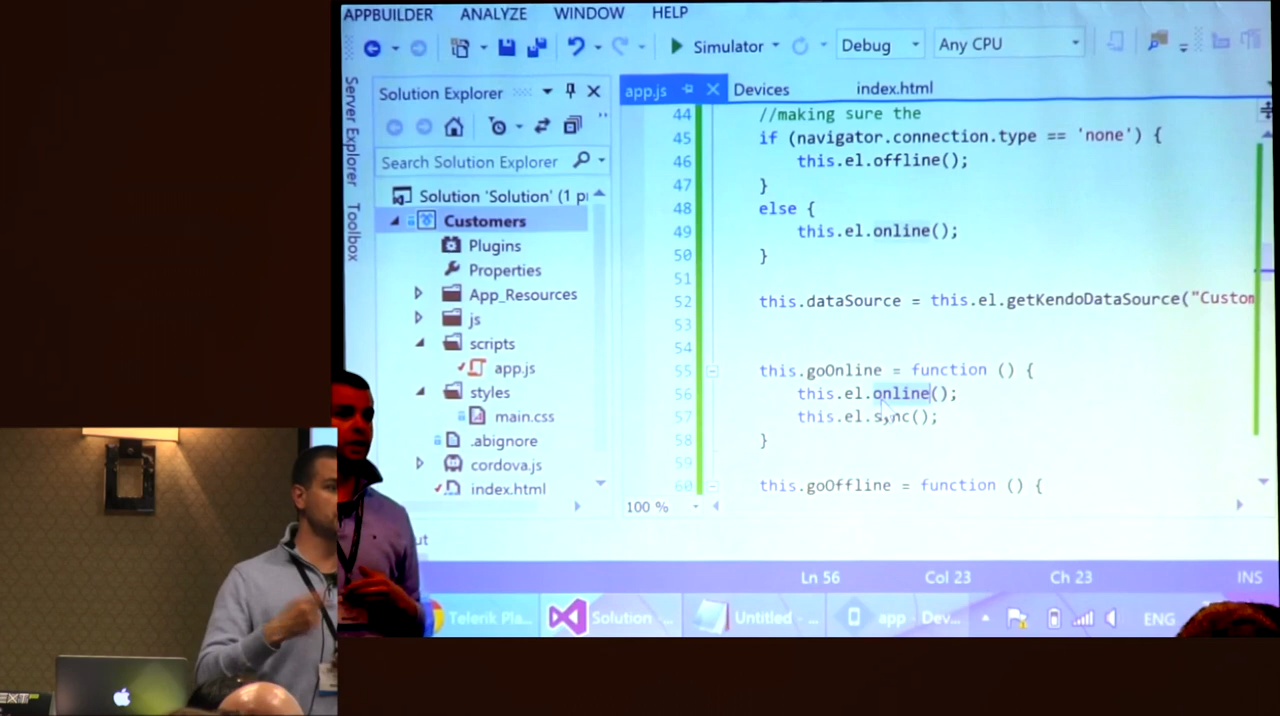 APPBUILDER ANALYZE WINDOW HELP
Simulator Debug Any CPU
Server Explorer
Toolbox
Solution Explorer
Search Solution Explorer
Solution 'Solution' (1 p
Customers
Plugins
Properties
App_Resources
js
scripts
app.js
styles
main.css
.abignore
cordova.js
index.html
app.js Devices index.html
44 //making sure the
45 if (navigator.connection.type == 'none') {
46 this.el.offline();
47 }
48 else {
49 this.el.online();
50 }
51
52 this.dataSource = this.el.getKendoDataSource("Custom
53
54
55 this.goOnline = function () {
56 this.el.online();
57 this.el.sync();
58 }
59
60 this.goOffline = function () {
100 %
ut
Ln 56 Col 23 Ch 23 INS
Telerik Pla... Solution ... Untitled - ... app - Dev... ENG